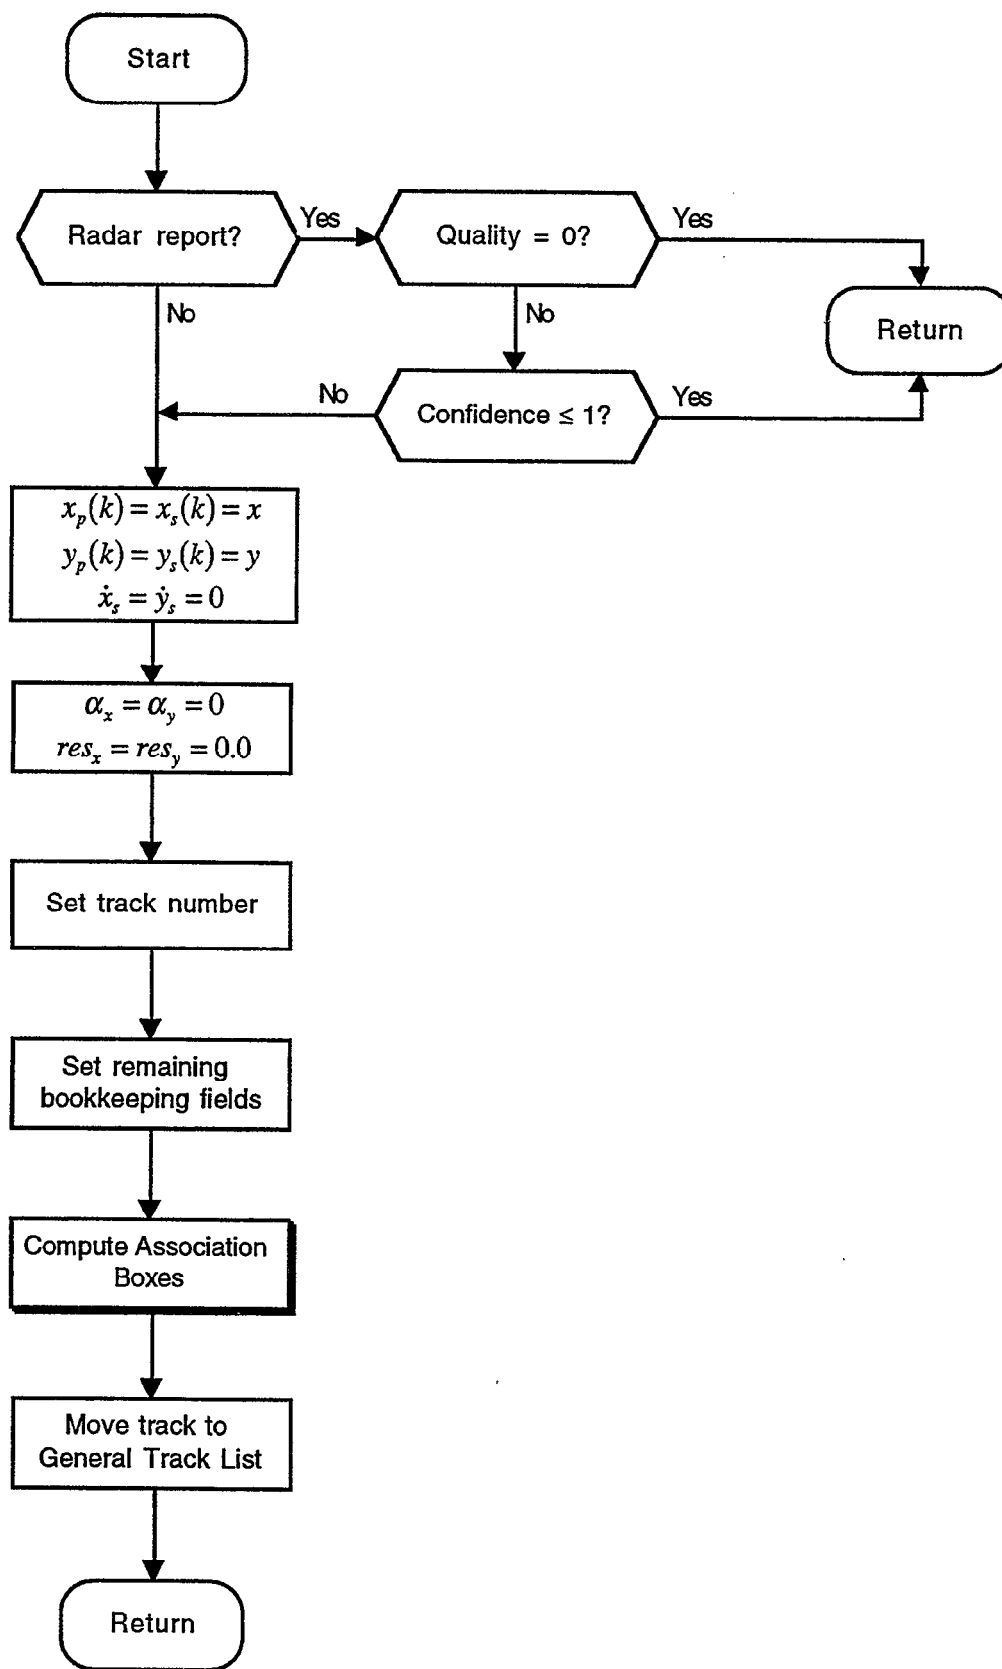 Start
Radar report?
Yes
Quality = 0?
Yes
No
No
Return
No
Confidence ≤ 1?
Yes
x_p(k) = x_s(k) = x
y_p(k) = y_s(k) = y
ẋ_s = ẏ_s = 0
α_x = α_y = 0
res_x = res_y = 0.0
Set track number
Set remaining
bookkeeping fields
Compute Association
Boxes
Move track to
General Track List
Return